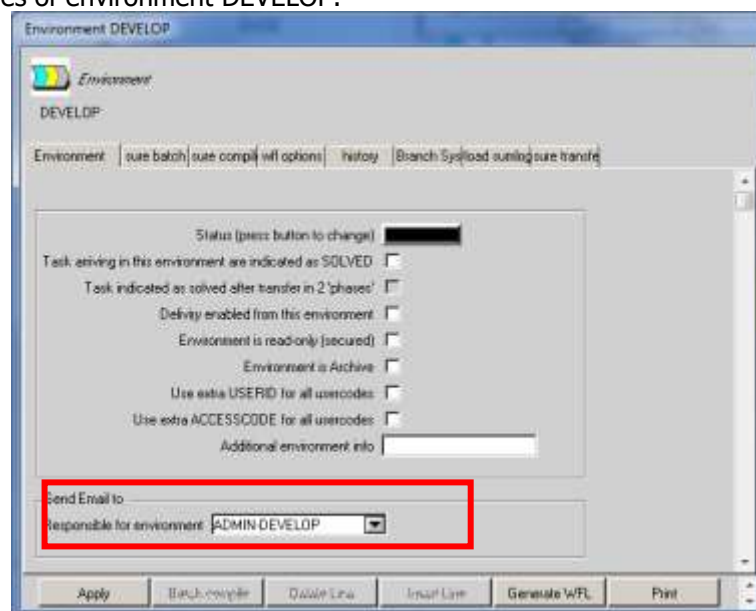 es of environment DEVELOP.
Environment DEVELOP
Environment
DEVELOP
Environment sure batch sure compil wfl options history Branch Sys load sumlog sure transfe
Status (press button to change)
Task arriving in this environment are indicated as SOLVED
Task indicated as solved after transfer in 2 'phases'
Delivry enabled from this environment
Environment is read-only (secured)
Environment is Archive
Use extra USERID for all usercodes
Use extra ACCESSCODE for all usercodes
Additional environment info
Send Email to
Responsible for environment ADMIN-DEVELOP
Apply Batch compile Delete Line Insert Line Generate WFL Print